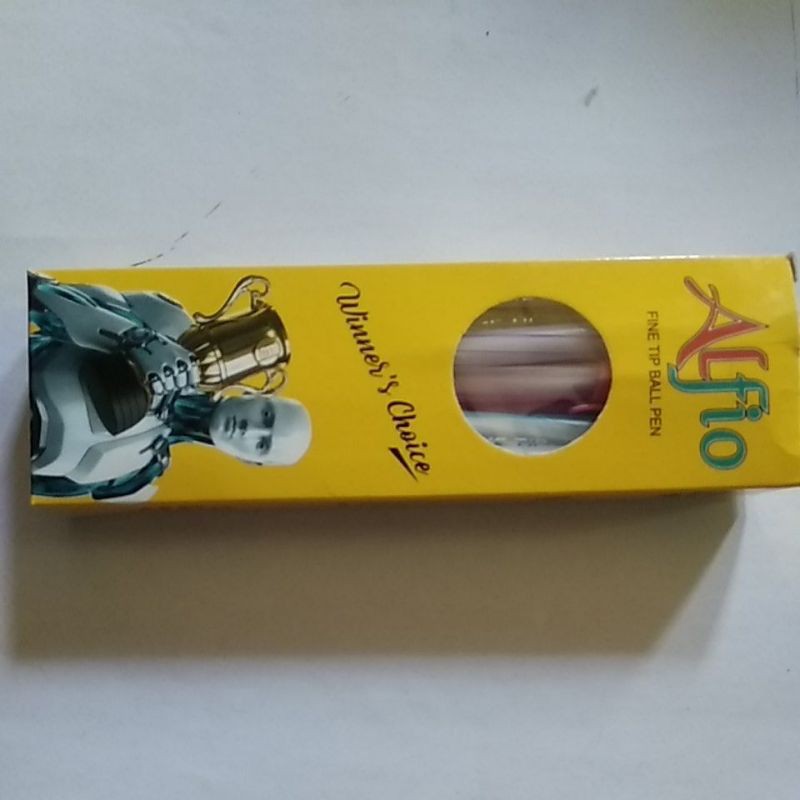 Alfio
FINE TIP BALL PEN
Winner's Choice